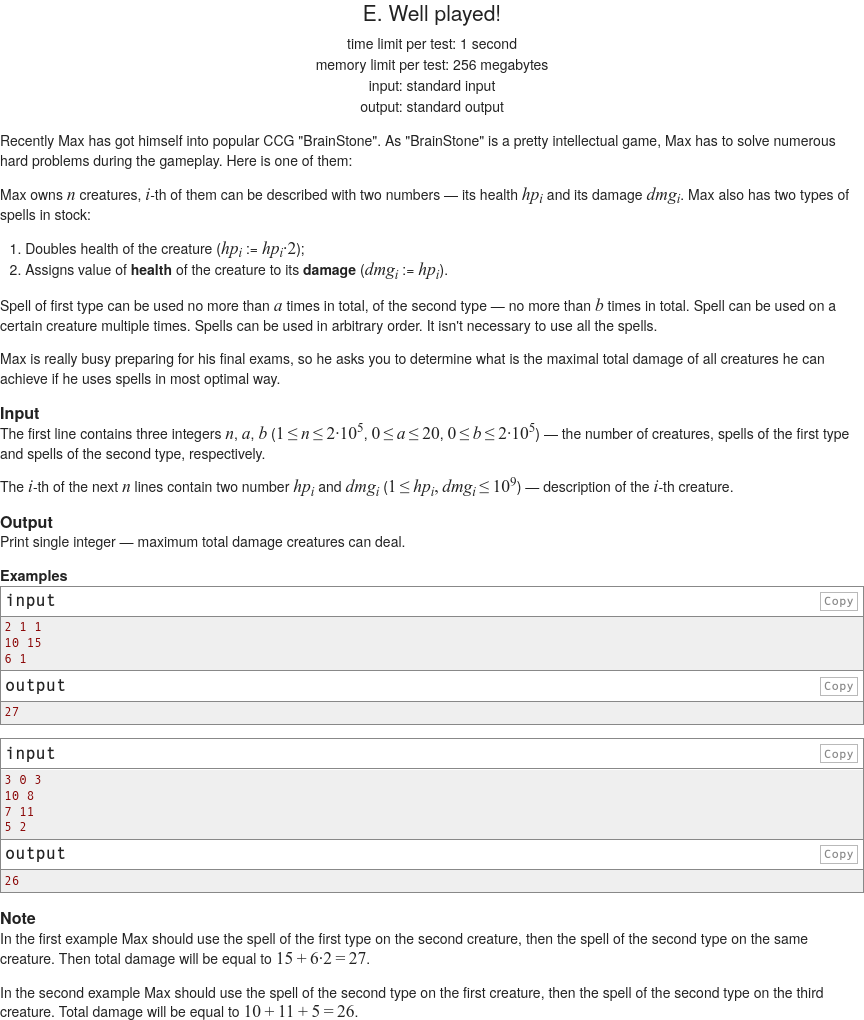 E. Well played!
time limit per test: 1 second
memory limit per test: 256 megabytes
input: standard input
output: standard output
Recently Max has got himself into popular CCG "BrainStone". As "BrainStone" is a pretty intellectual game, Max has to solve numerous
hard problems during the gameplay. Here is one of them:
Max owns n creatures, i-th of them can be described with two numbers — its health hp_i and its damage dmg_i. Max also has two types of
spells in stock:
1. Doubles health of the creature (hp_i := hp_i·2);
2. Assigns value of health of the creature to its damage (dmg_i := hp_i).
Spell of first type can be used no more than a times in total, of the second type — no more than b times in total. Spell can be used on a
certain creature multiple times. Spells can be used in arbitrary order. It isn't necessary to use all the spells.
Max is really busy preparing for his final exams, so he asks you to determine what is the maximal total damage of all creatures he can
achieve if he uses spells in most optimal way.
Input
The first line contains three integers n, a, b (1 ≤ n ≤ 2·10^5, 0 ≤ a ≤ 20, 0 ≤ b ≤ 2·10^5) — the number of creatures, spells of the first type
and spells of the second type, respectively.
The i-th of the next n lines contain two number hp_i and dmg_i (1 ≤ hp_i, dmg_i ≤ 10^9) — description of the i-th creature.
Output
Print single integer — maximum total damage creatures can deal.
Examples
input
Copy
2 1 1
10 15
6 1
output
Copy
27
input
Copy
3 0 3
10 8
7 11
5 2
output
Copy
26
Note
In the first example Max should use the spell of the first type on the second creature, then the spell of the second type on the same
creature. Then total damage will be equal to 15 + 6·2 = 27.
In the second example Max should use the spell of the second type on the first creature, then the spell of the second type on the third
creature. Total damage will be equal to 10 + 11 + 5 = 26.